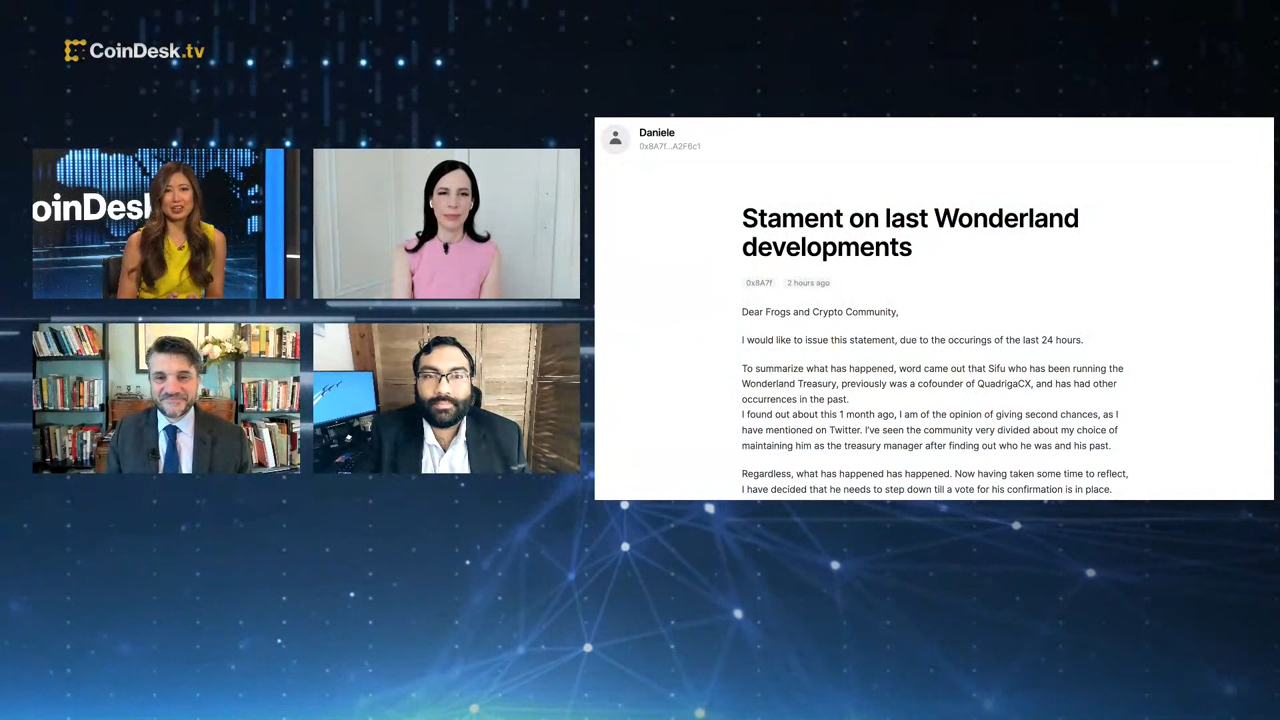 CoinDesk.tv
oinDesk
Daniele
0x8A7f...A2F6c1
Stament on last Wonderland
developments
0x8A7f 2 hours ago
Dear Frogs and Crypto Community,
I would like to issue this statement, due to the occurings of the last 24 hours.
To summarize what has happened, word came out that Sifu who has been running the
Wonderland Treasury, previously was a cofounder of QuadrigaCX, and has had other
occurrences in the past.
I found out about this 1 month ago, I am of the opinion of giving second chances, as I
have mentioned on Twitter. I've seen the community very divided about my choice of
maintaining him as the treasury manager after finding out who he was and his past.
Regardless, what has happened has happened. Now having taken some time to reflect,
I have decided that he needs to step down till a vote for his confirmation is in place.